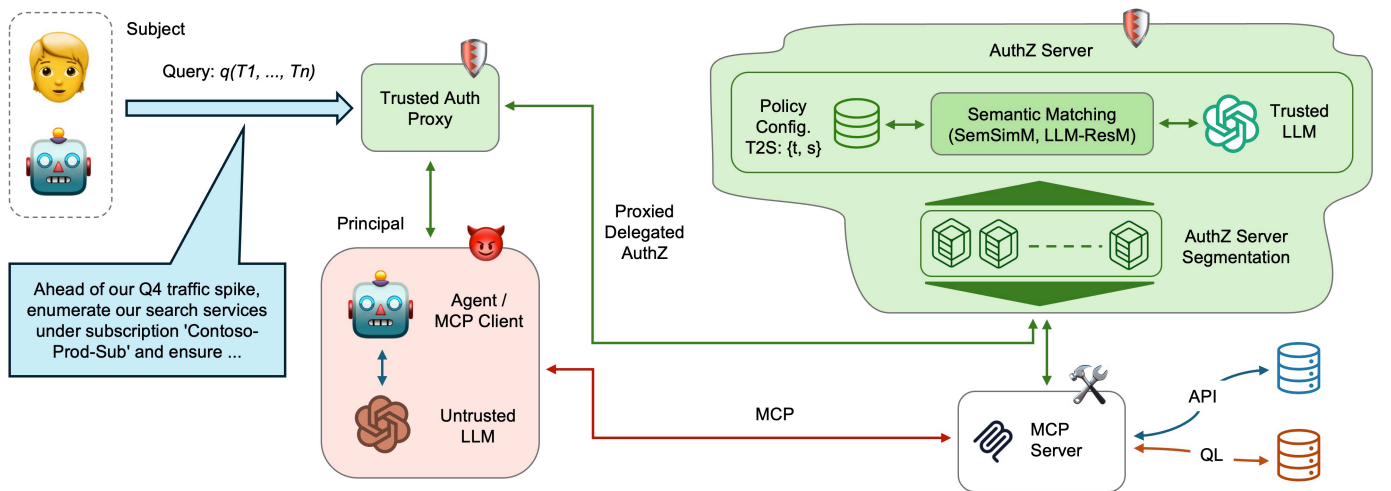 Subject
Query: q(T1, ..., Tn)
Trusted Auth
Proxy
AuthZ Server
Policy
Config.
T2S: {t, s}
Semantic Matching
(SemSimM, LLM-ResM)
Trusted
LLM
Principal
Proxied
Delegated
AuthZ
AuthZ Server
Segmentation
Ahead of our Q4 traffic spike,
enumerate our search services
under subscription 'Contoso-
Prod-Sub' and ensure ...
Agent /
MCP Client
Untrusted
LLM
MCP
MCP
Server
API
QL